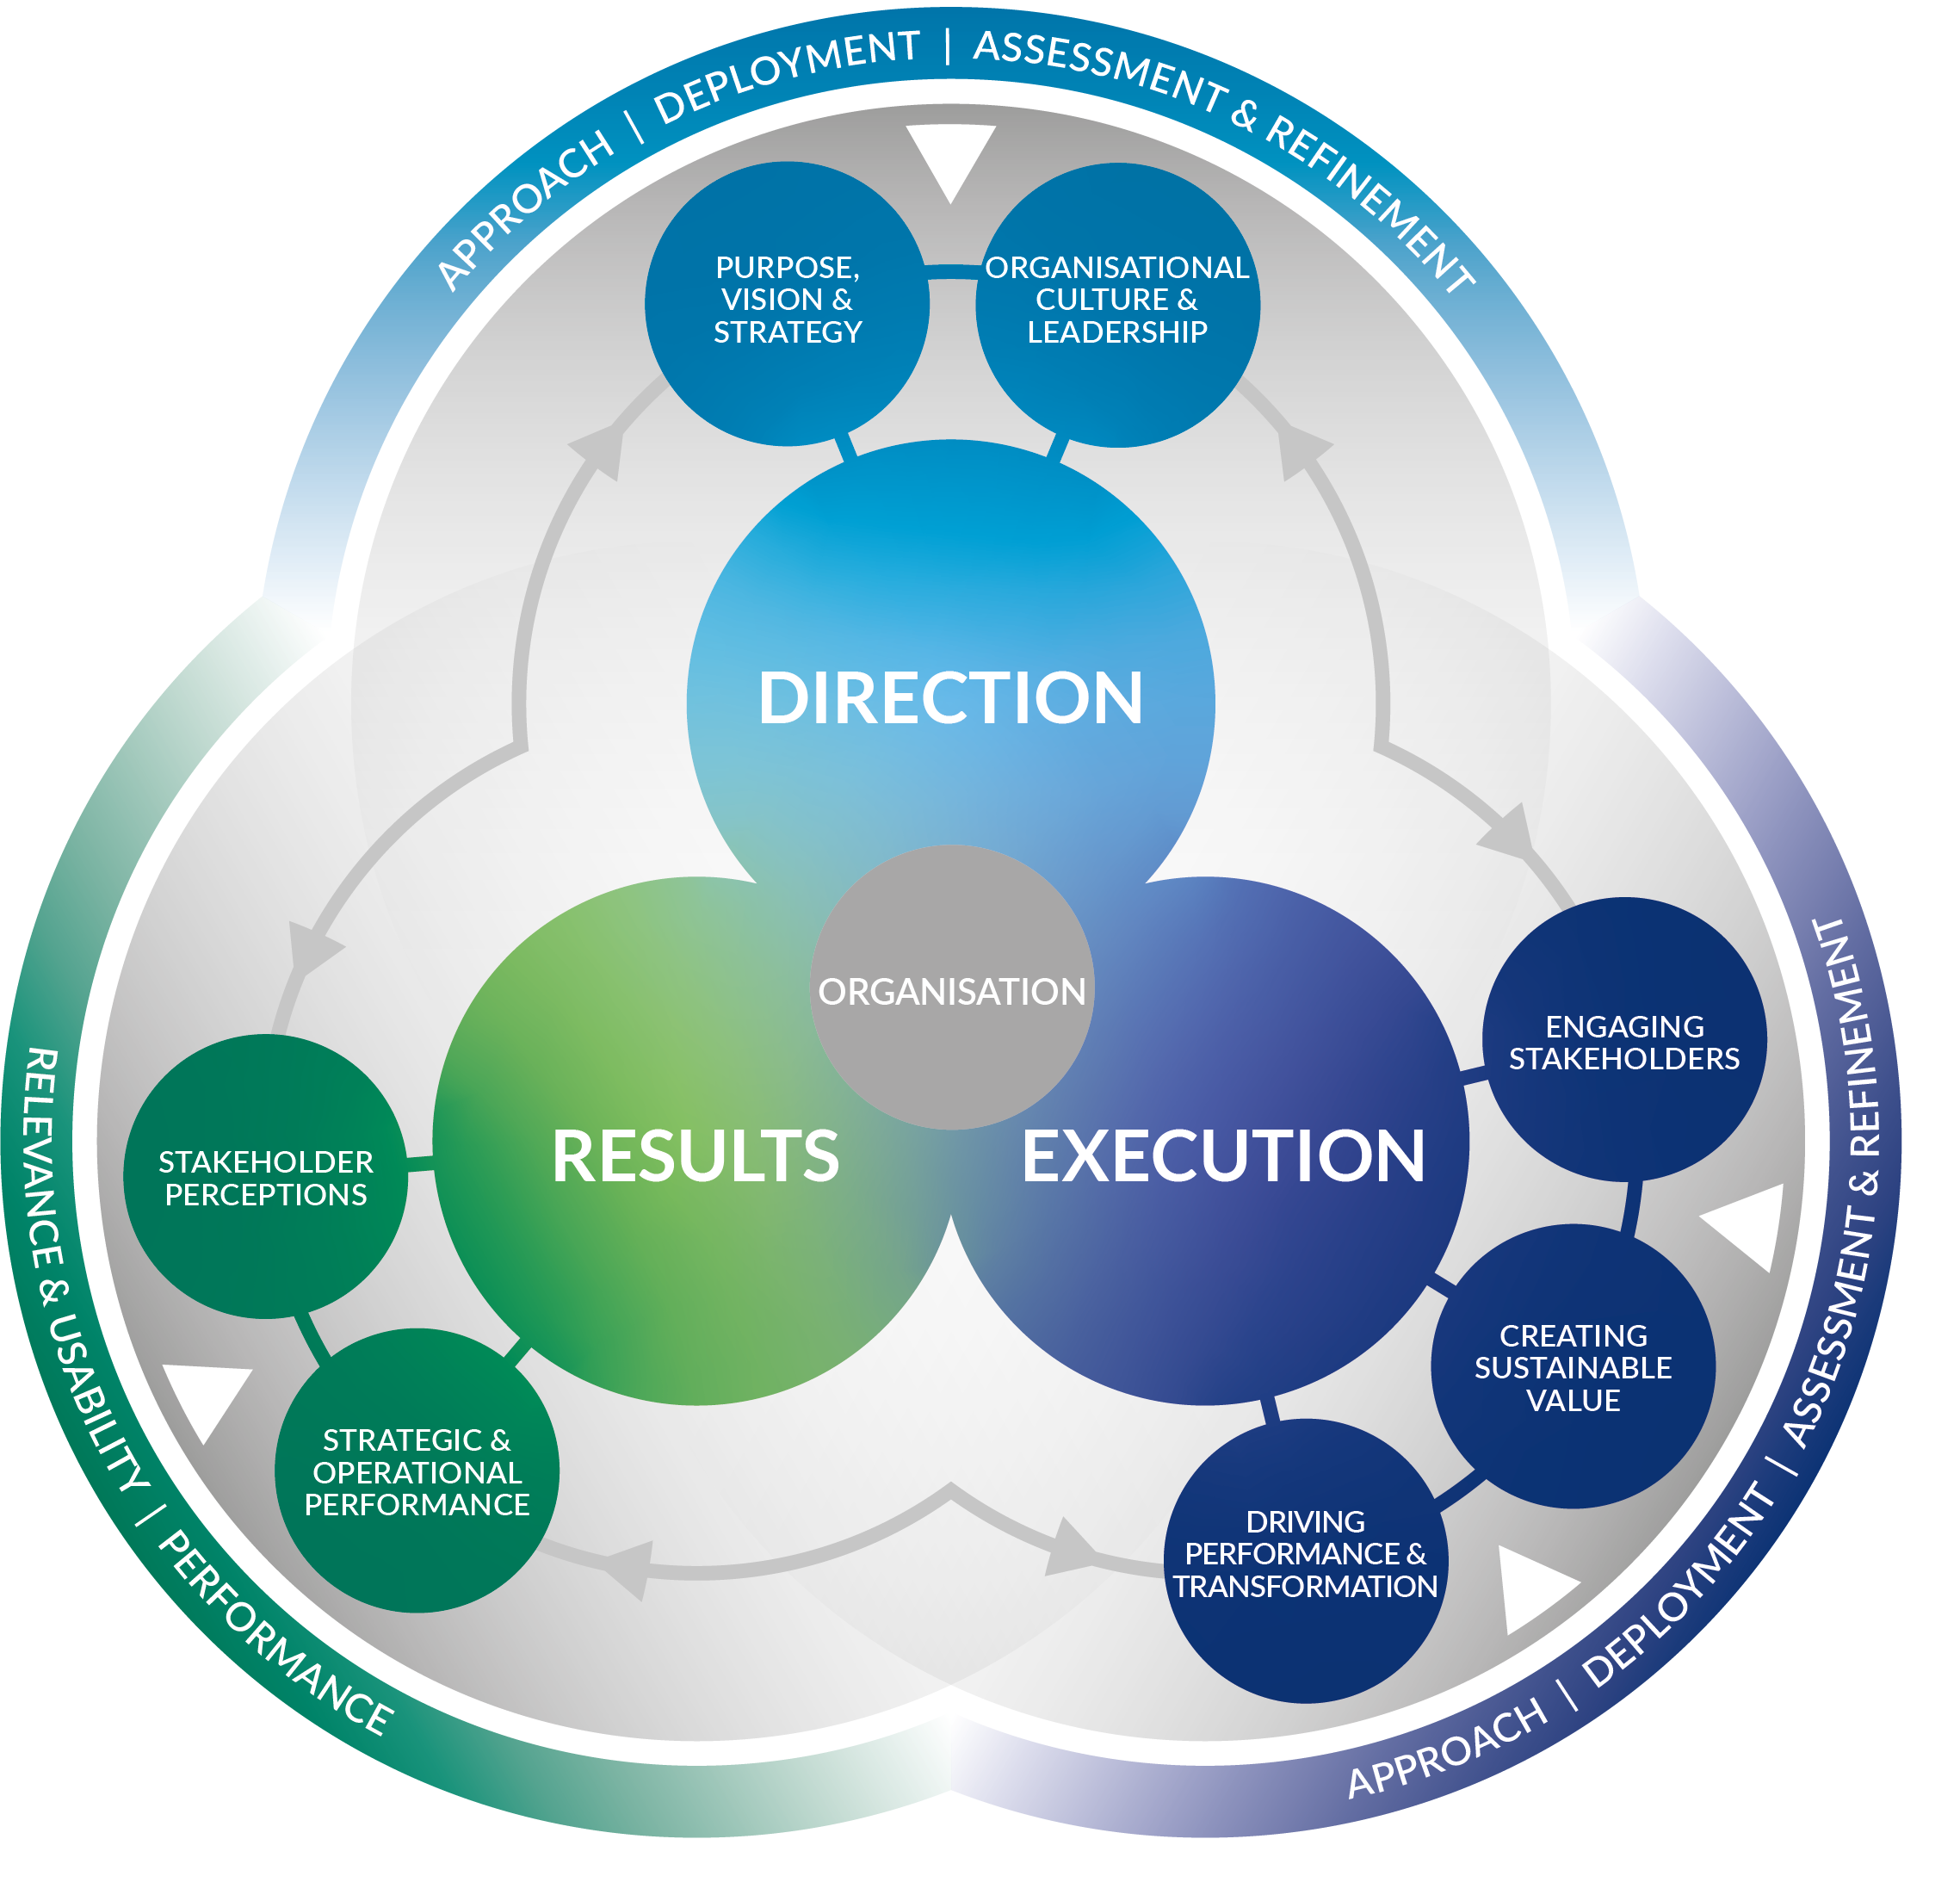 APPROACH | DEPLOYMENT | ASSESSMENT & REFINEMENT
PURPOSE,
VISION &
STRATEGY
ORGANISATIONAL
CULTURE &
LEADERSHIP
DIRECTION
ORGANISATION
RESULTS
EXECUTION
ENGAGING
STAKEHOLDERS
CREATING
SUSTAINABLE
VALUE
DRIVING
PERFORMANCE &
TRANSFORMATION
APPROACH | DEPLOYMENT | ASSESSMENT & REFINEMENT
STAKEHOLDER
PERCEPTIONS
STRATEGIC &
OPERATIONAL
PERFORMANCE
RELEVANCE & USABILITY | PERFORMANCE